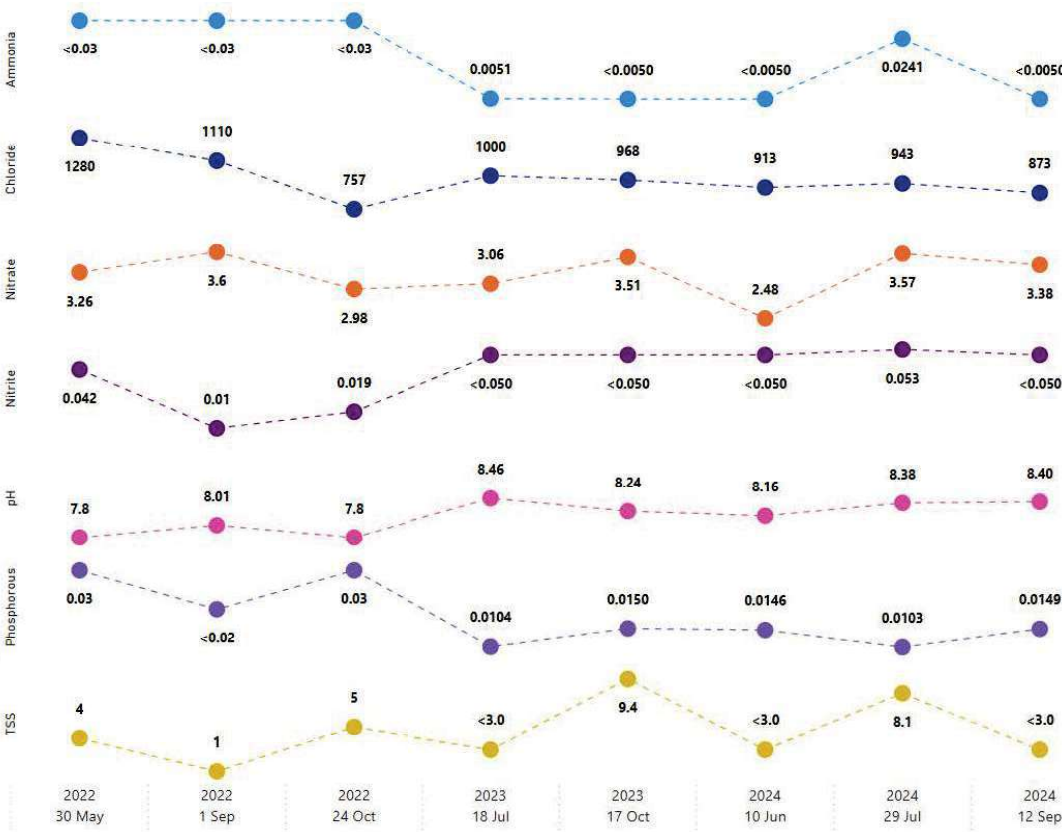 Ammonia
<0.03 <0.03 <0.03 0.0051 <0.0050 <0.0050 0.0241 <0.0050
Chloride
1280 1110 757 1000 968 913 943 873
Nitrate
3.26 3.6 2.98 3.06 3.51 2.48 3.57 3.38
Nitrite
0.042 0.01 0.019 <0.050 <0.050 <0.050 0.053 <0.050
pH
7.8 8.01 7.8 8.46 8.24 8.16 8.38 8.40
Phosphorous
0.03 <0.02 0.03 0.0104 0.0150 0.0146 0.0103 0.0149
TSS
4 1 5 <3.0 9.4 <3.0 8.1 <3.0
2022 2022 2022 2023 2023 2024 2024 2024
30 May 1 Sep 24 Oct 18 Jul 17 Oct 10 Jun 29 Jul 12 Sep